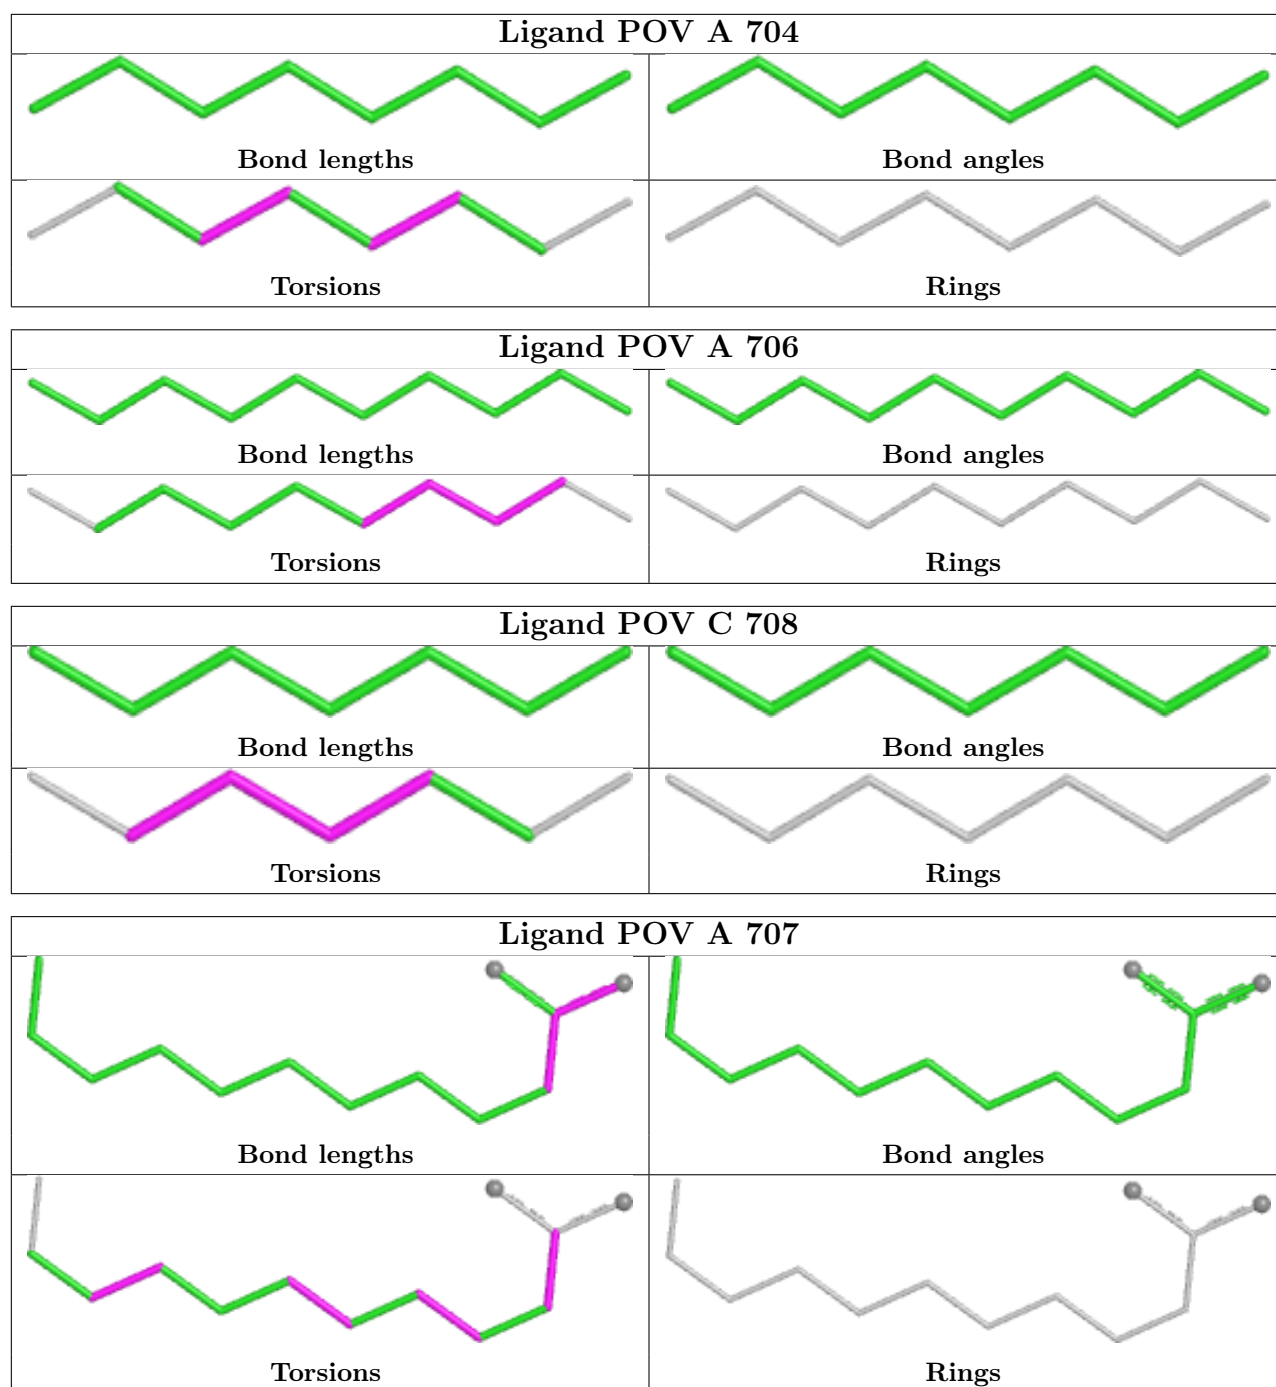 Ligand POV A 704
Bond lengths Bond angles
Torsions Rings
Ligand POV A 706
Bond lengths Bond angles
Torsions Rings
Ligand POV C 708
Bond lengths Bond angles
Torsions Rings
Ligand POV A 707
Bond lengths Bond angles
Torsions Rings